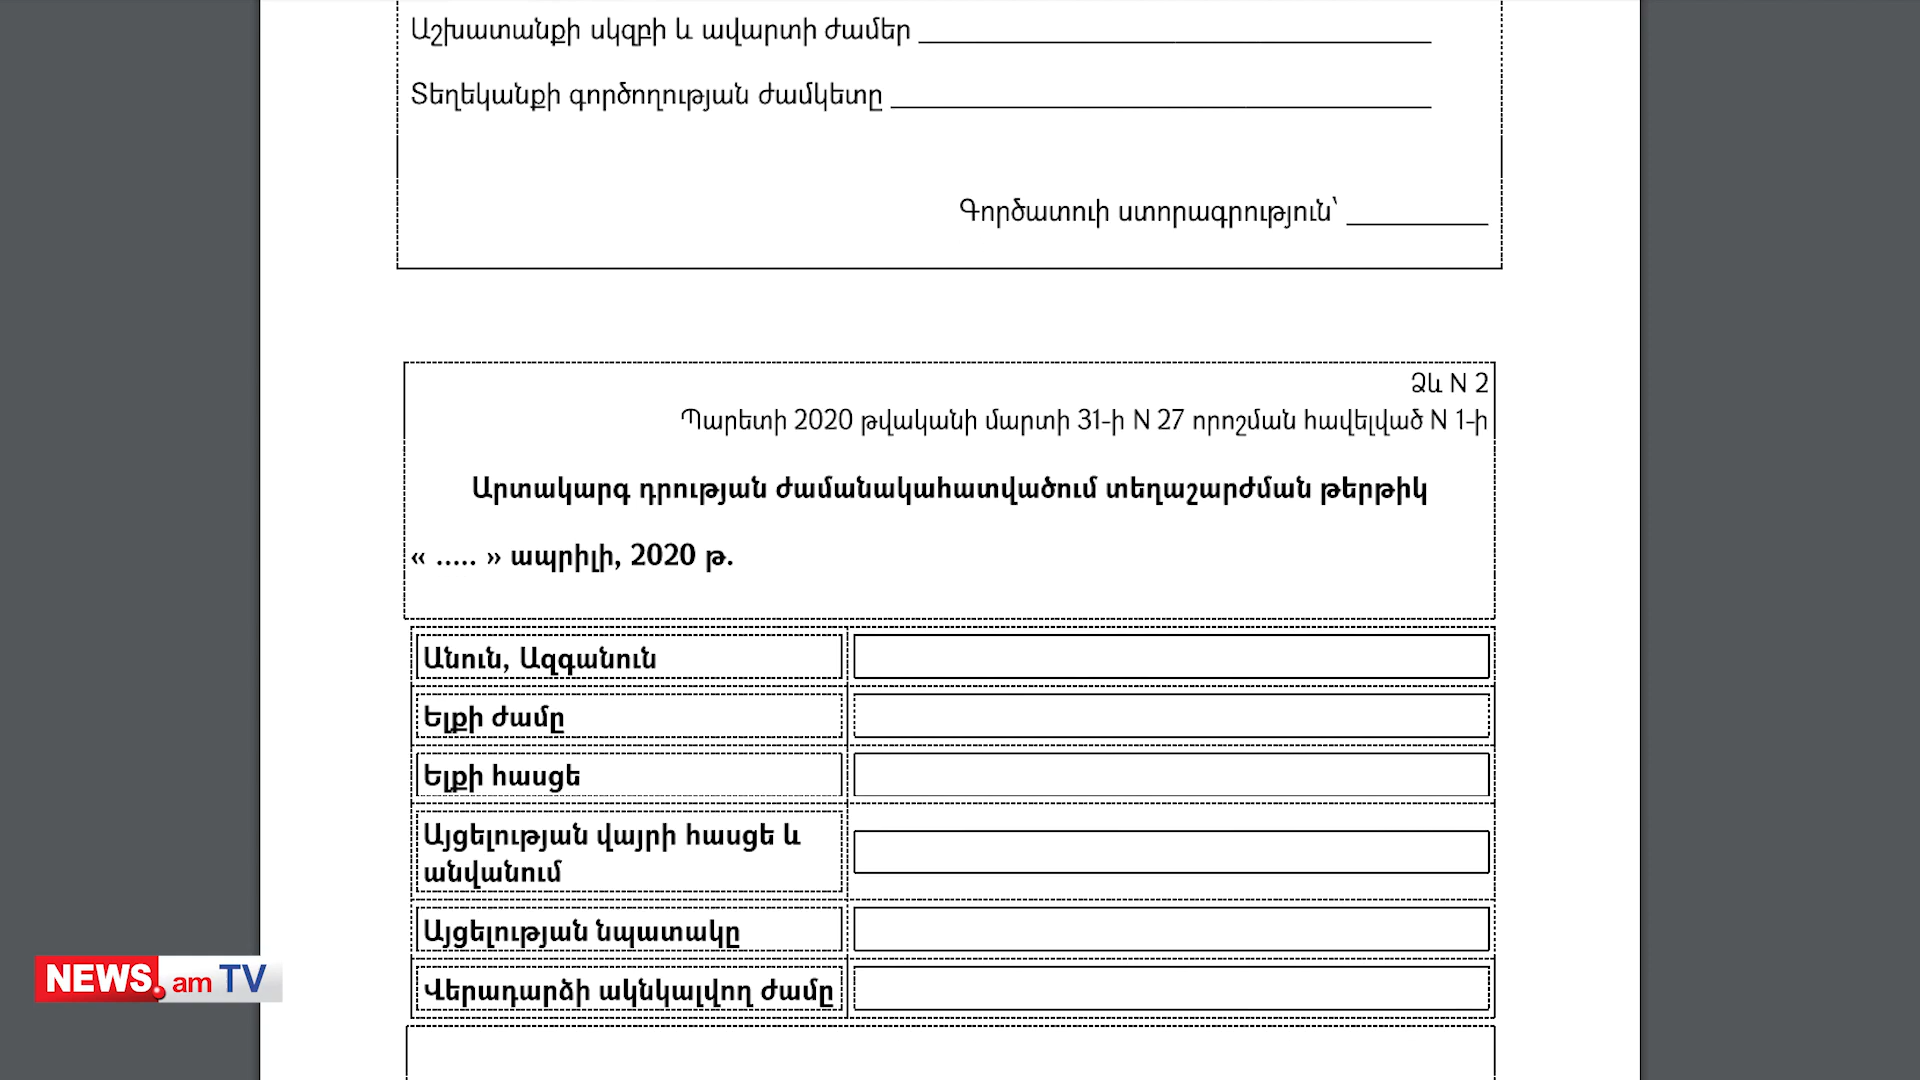 Աշխատանքի սկզբի և ավարտի ժամեր
Տեղեկանքի գործողության ժամկետը
Գործատուի ստորագրություն՝
Ձև N 2
Պարետի 2020 թվականի մարտի 31-ի N 27 որոշման հավելված N 1-ի
Արտակարգ դրության ժամանակահատվածում տեղաշարժման թերթիկ
« ..... » ապրիլի, 2020 թ.
Անուն, Ազգանուն
Ելքի ժամը
Ելքի հասցե
Այցելության վայրի հասցե և
անվանում
Այցելության նպատակը
Վերադարձի ակնկալվող ժամը
NEWS.am TV